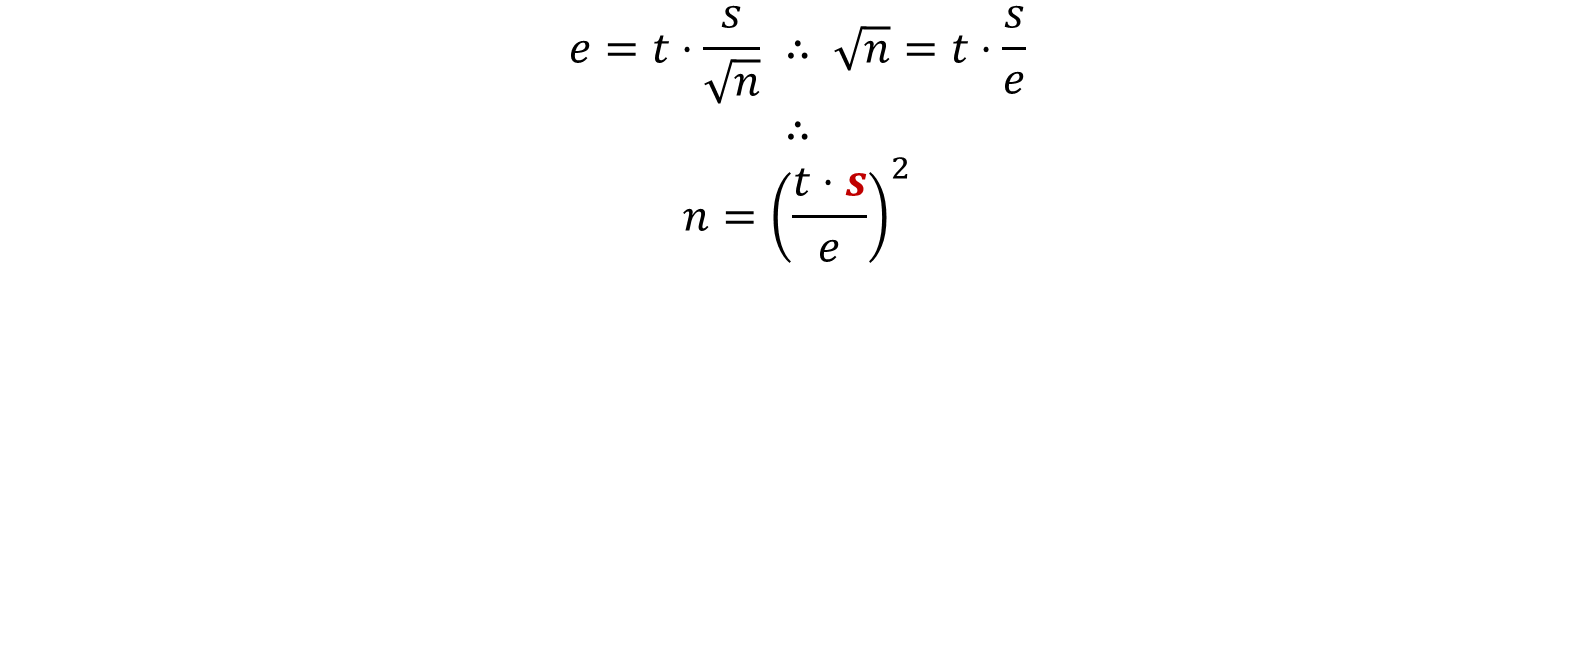 e = t · s/√n ∴ √n = t · s/e
∴
n = (t · s/e)²